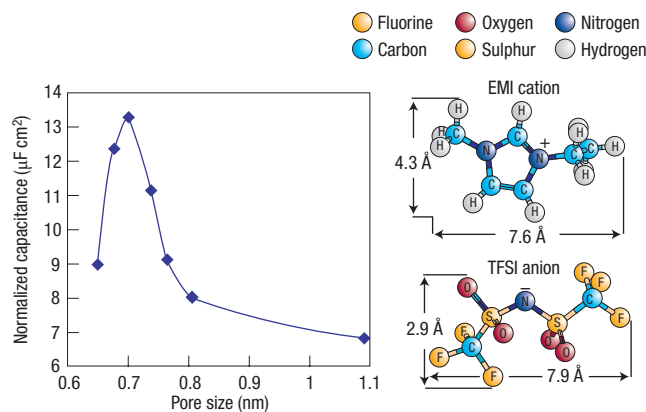 Fluorine Oxygen Nitrogen
Carbon Sulphur Hydrogen
Normalized capacitance (µF cm²)
14
13
12
11
10
9
8
7
6
0.6 0.7 0.8 0.9 1 1.1
Pore size (nm)
EMI cation
H H
H C C H
H N + N C C H
4.3 Å
C C H H
H H
7.6 Å
TFSI anion
O N − F F
S S C F
2.9 Å
F O O O
F C
F
7.9 Å